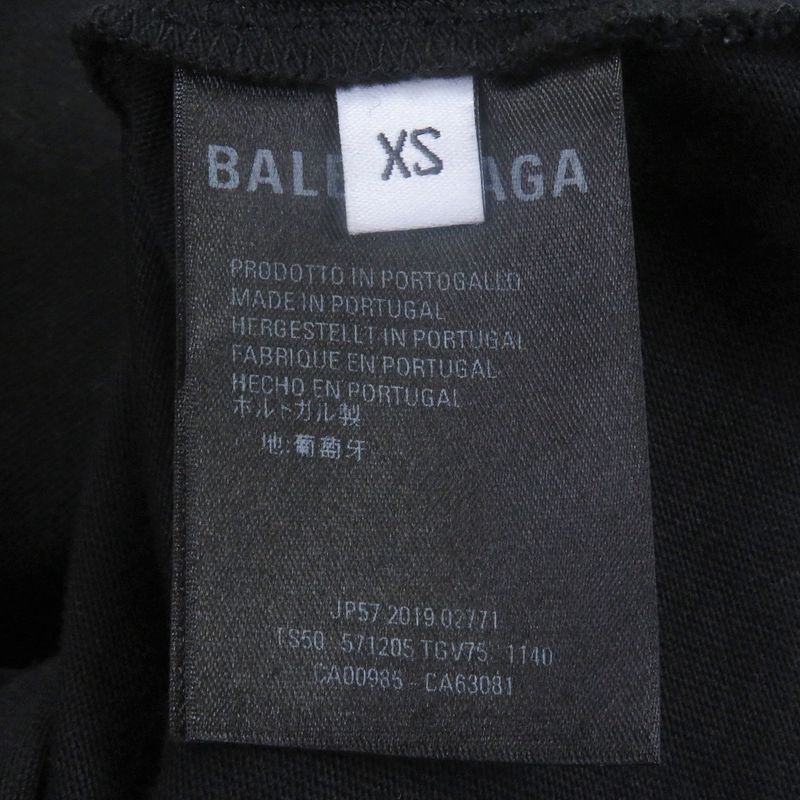 XS
BALE AGA
PRODOTTO IN PORTOGALLO
MADE IN PORTUGAL
HERGESTELLT IN PORTUGAL
FABRIQUE EN PORTUGAL
HECHO EN PORTUGAL
ポルトガル製
地:葡萄牙
JP57 2019 02771
TS50 571205 TGV75 1140
CA00985 - CA63081